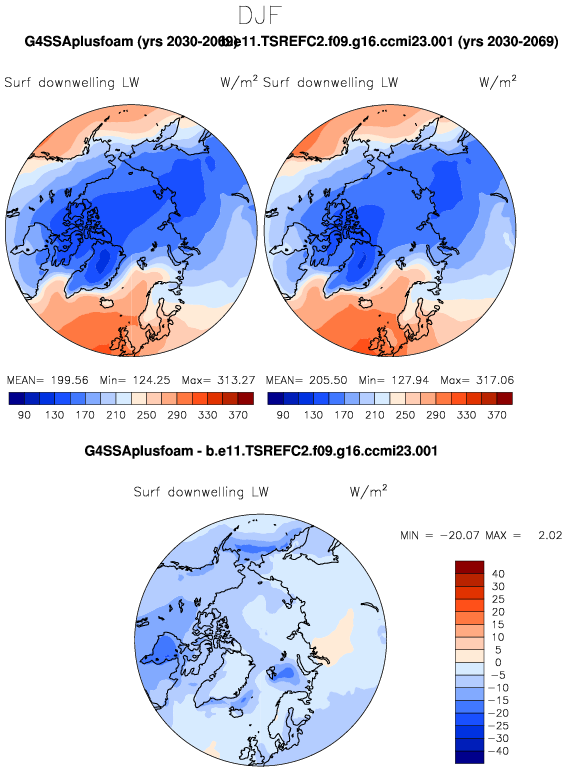 DJF
G4SSAplusfoam (yrs 2030-2069) b.e11.TSREFC2.f09.g16.ccmi23.001 (yrs 2030-2069)
Surf downwelling LW W/m² Surf downwelling LW W/m²
MEAN= 199.56 Min= 124.25 Max= 313.27 MEAN= 205.50 Min= 127.94 Max= 317.06
90 130 170 210 250 290 330 370 90 130 170 210 250 290 330 370
G4SSAplusfoam - b.e11.TSREFC2.f09.g16.ccmi23.001
Surf downwelling LW W/m²
MIN = -20.07 MAX = 2.02
40
30
25
20
15
10
5
0
-5
-10
-15
-20
-25
-30
-40